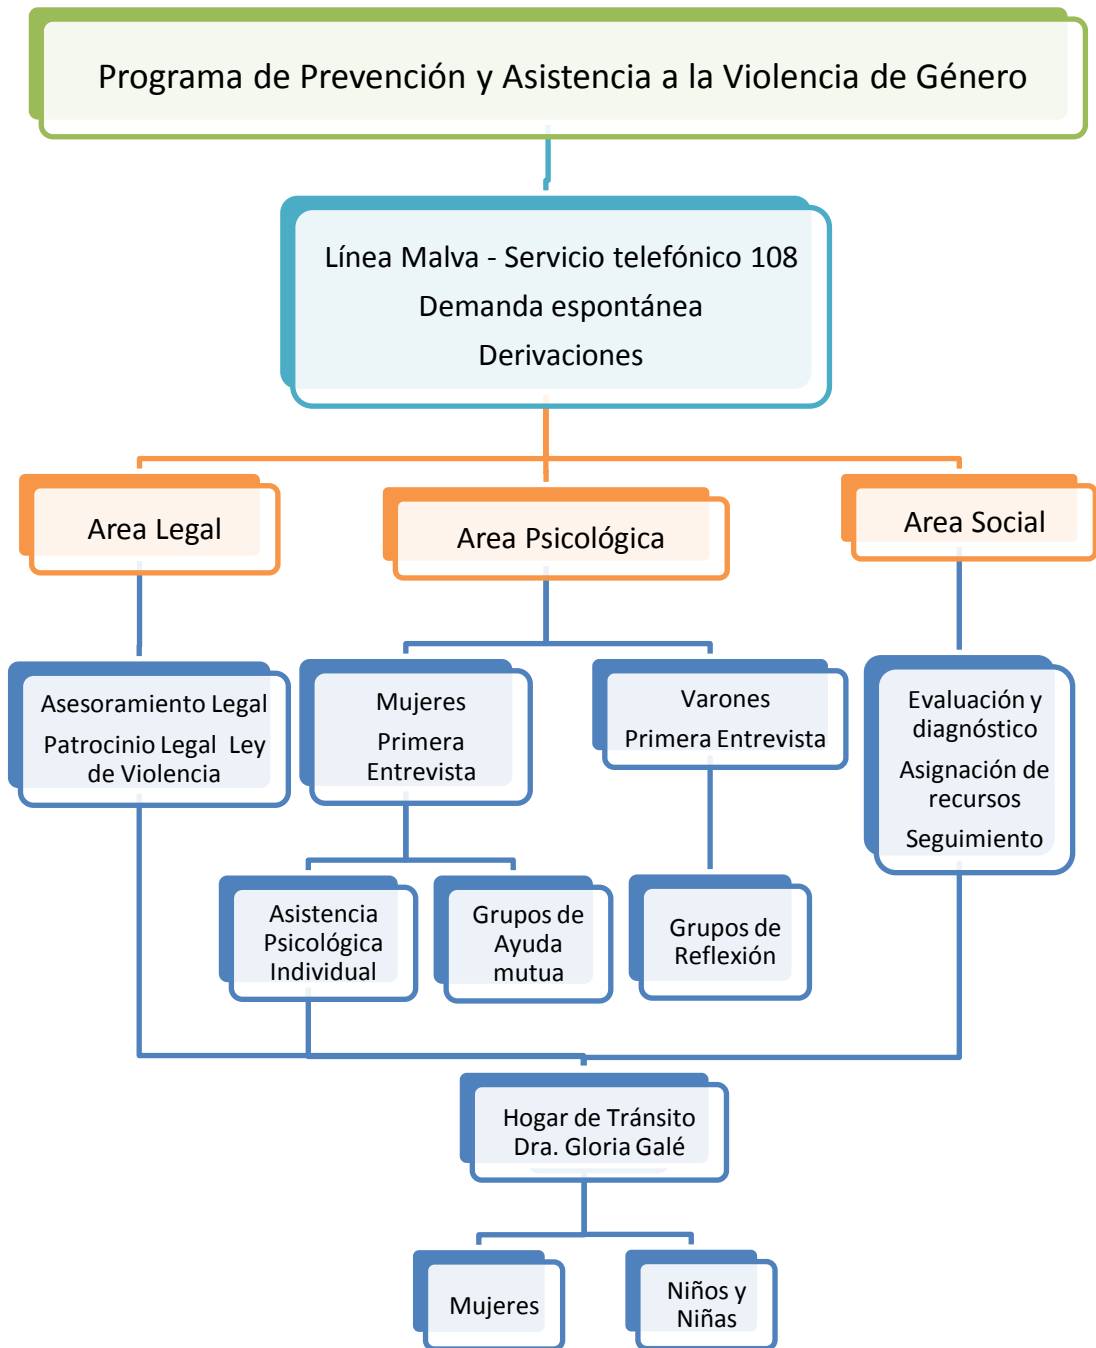 Programa de Prevención y Asistencia a la Violencia de Género
Línea Malva - Servicio telefónico 108
Demanda espontánea
Derivaciones
Area Legal
Area Psicológica
Area Social
Asesoramiento Legal
Patrocinio Legal Ley
de Violencia
Mujeres
Primera
Entrevista
Varones
Primera Entrevista
Evaluación y
diagnóstico
Asignación de
recursos
Seguimiento
Asistencia
Psicológica
Individual
Grupos de
Ayuda
mutua
Grupos de
Reflexión
Hogar de Tránsito
Dra. Gloria Galé
Mujeres
Niños y
Niñas